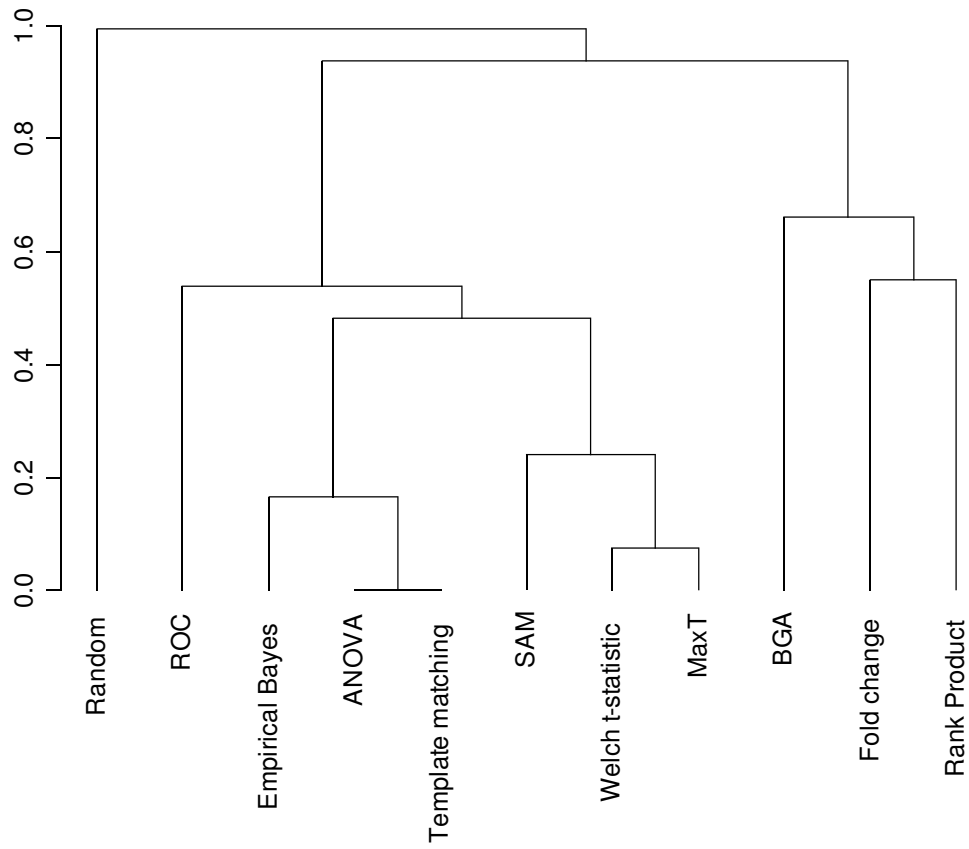 1.0
0.8
0.6
0.4
0.2
0.0
Random
ROC
Empirical Bayes
ANOVA
Template matching
SAM
Welch t-statistic
MaxT
BGA
Fold change
Rank Product